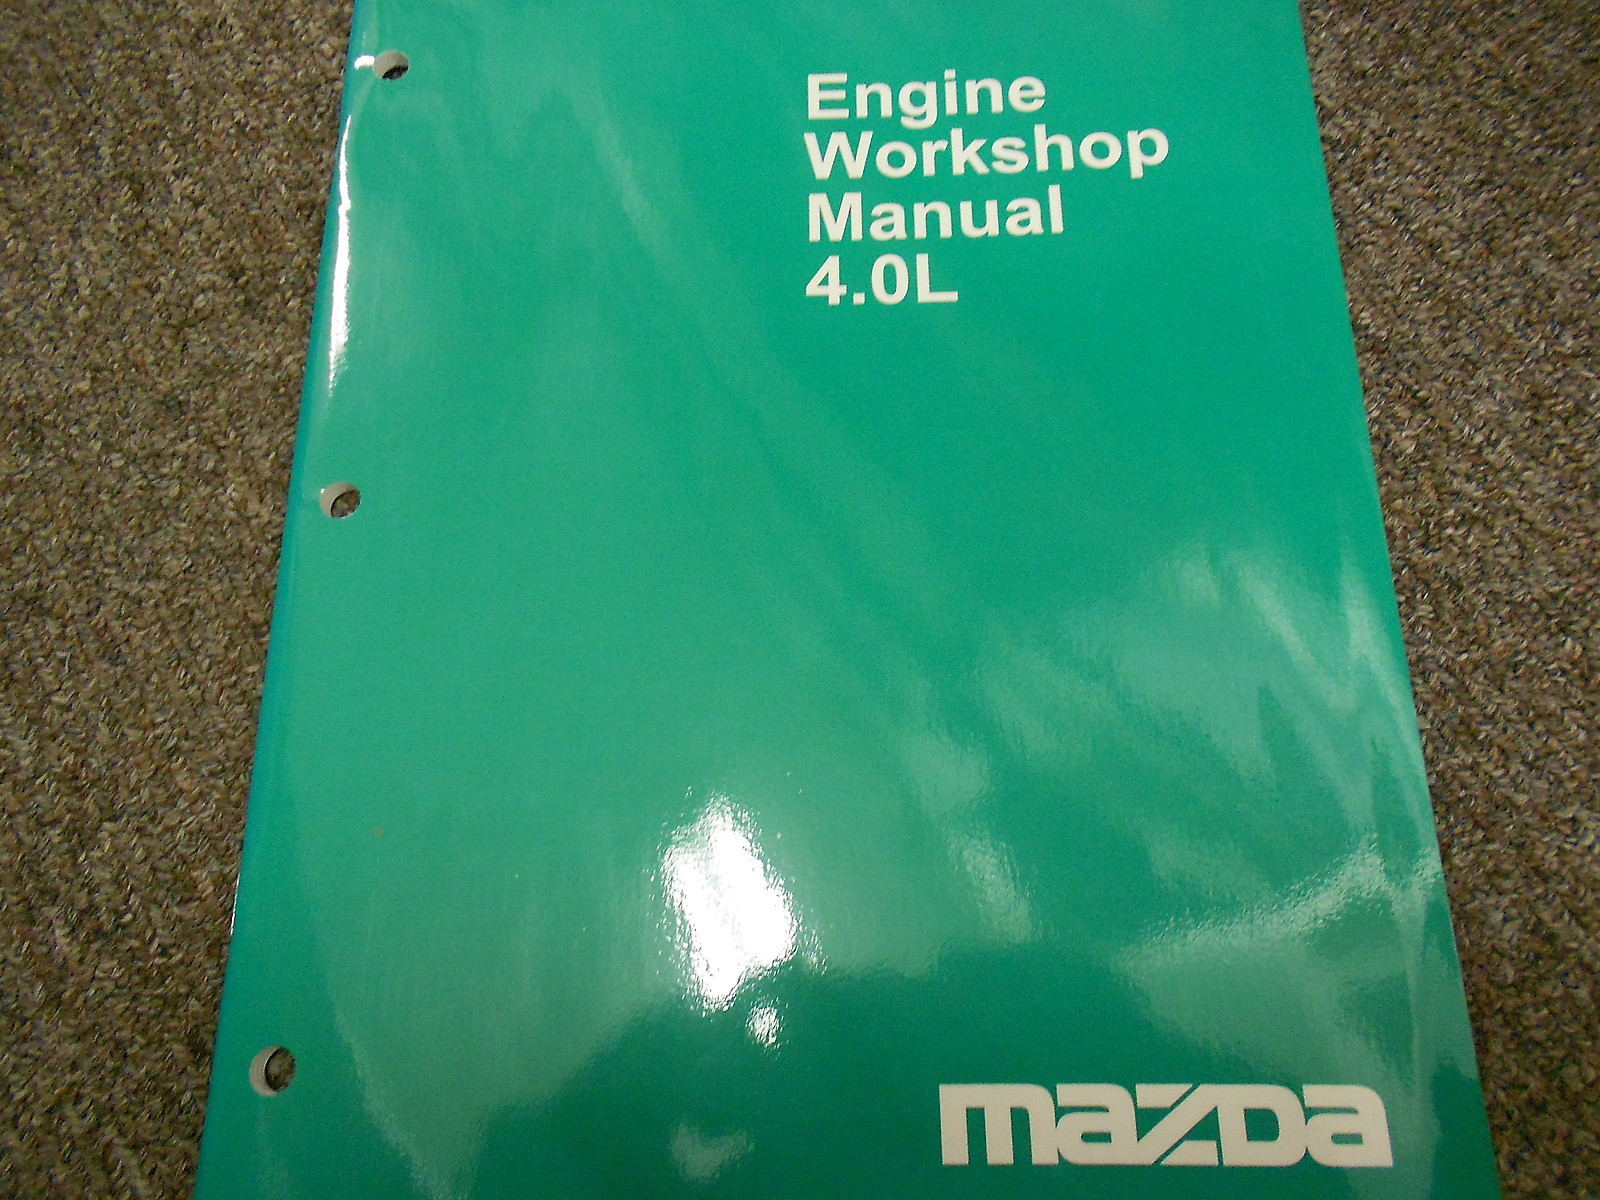 Engine
Workshop
Manual
4.0L
mazda